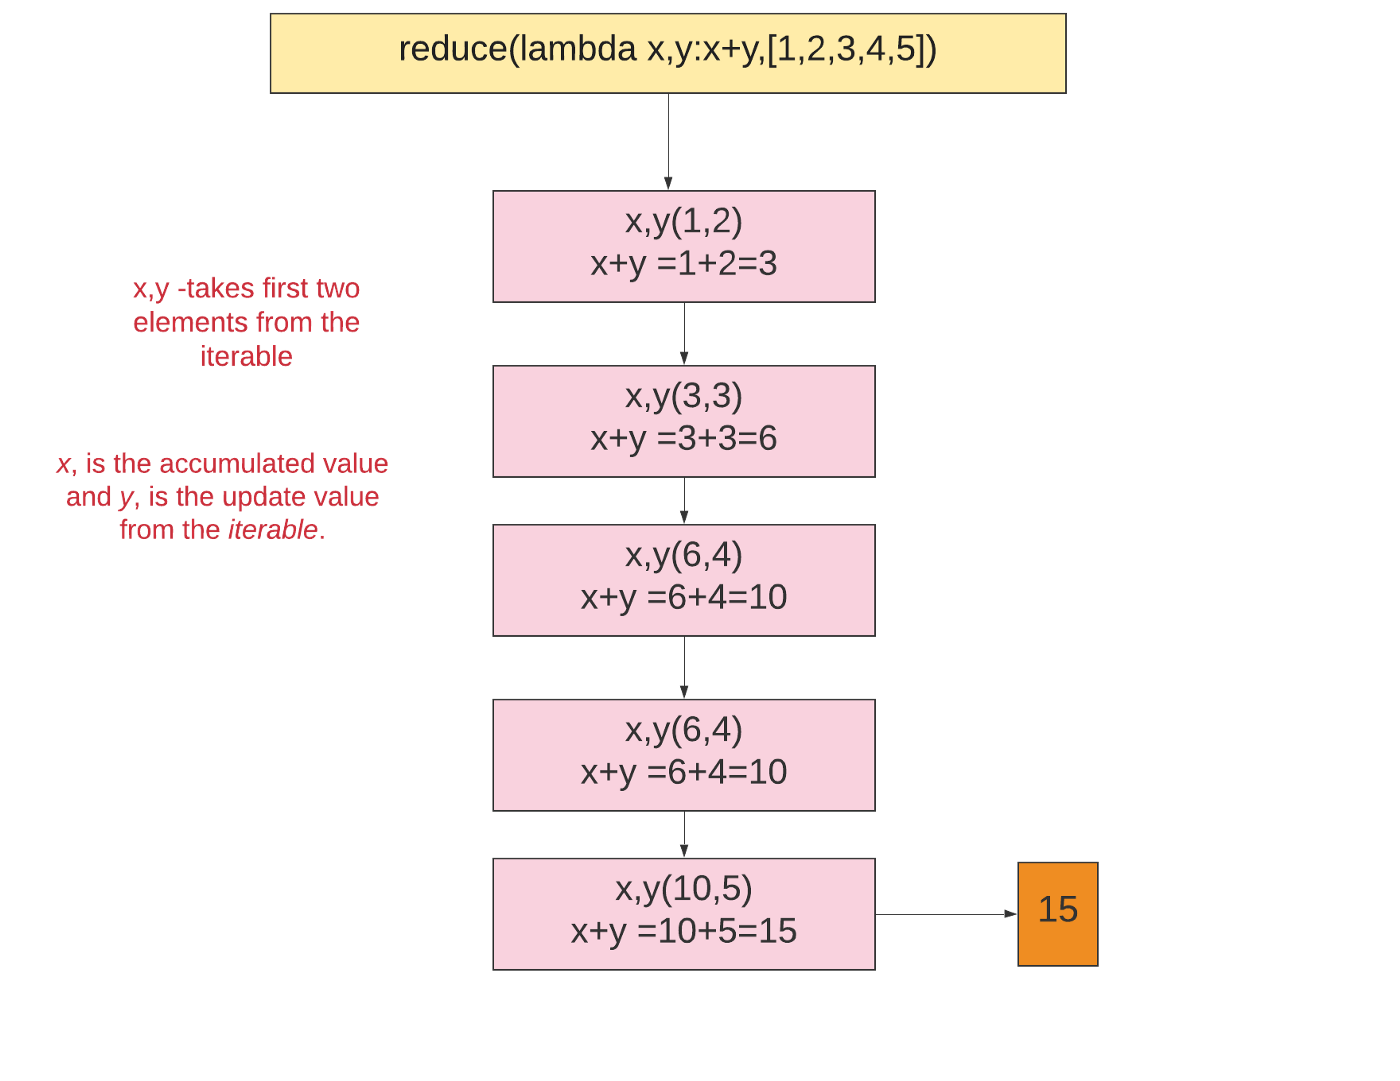 reduce(lambda x,y:x+y,[1,2,3,4,5])
x,y(1,2)
x+y =1+2=3
x,y -takes first two
elements from the
iterable
x,y(3,3)
x+y =3+3=6
x, is the accumulated value
and y, is the update value
from the iterable.
x,y(6,4)
x+y =6+4=10
x,y(6,4)
x+y =6+4=10
x,y(10,5)
x+y =10+5=15
15